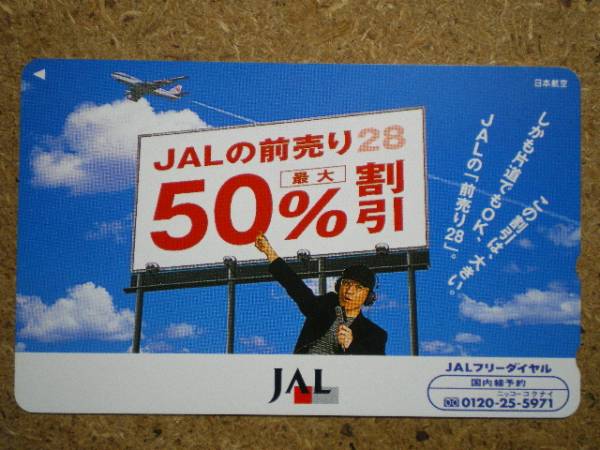 日本航空
JALの前売り28
最大
50%割引
この割引は、大きい。
しかも片道でもOK、
JALの「前売り28」。
JAL
JALフリーダイヤル
国内線予約
ニッコーコクナイ
0120-25-5971